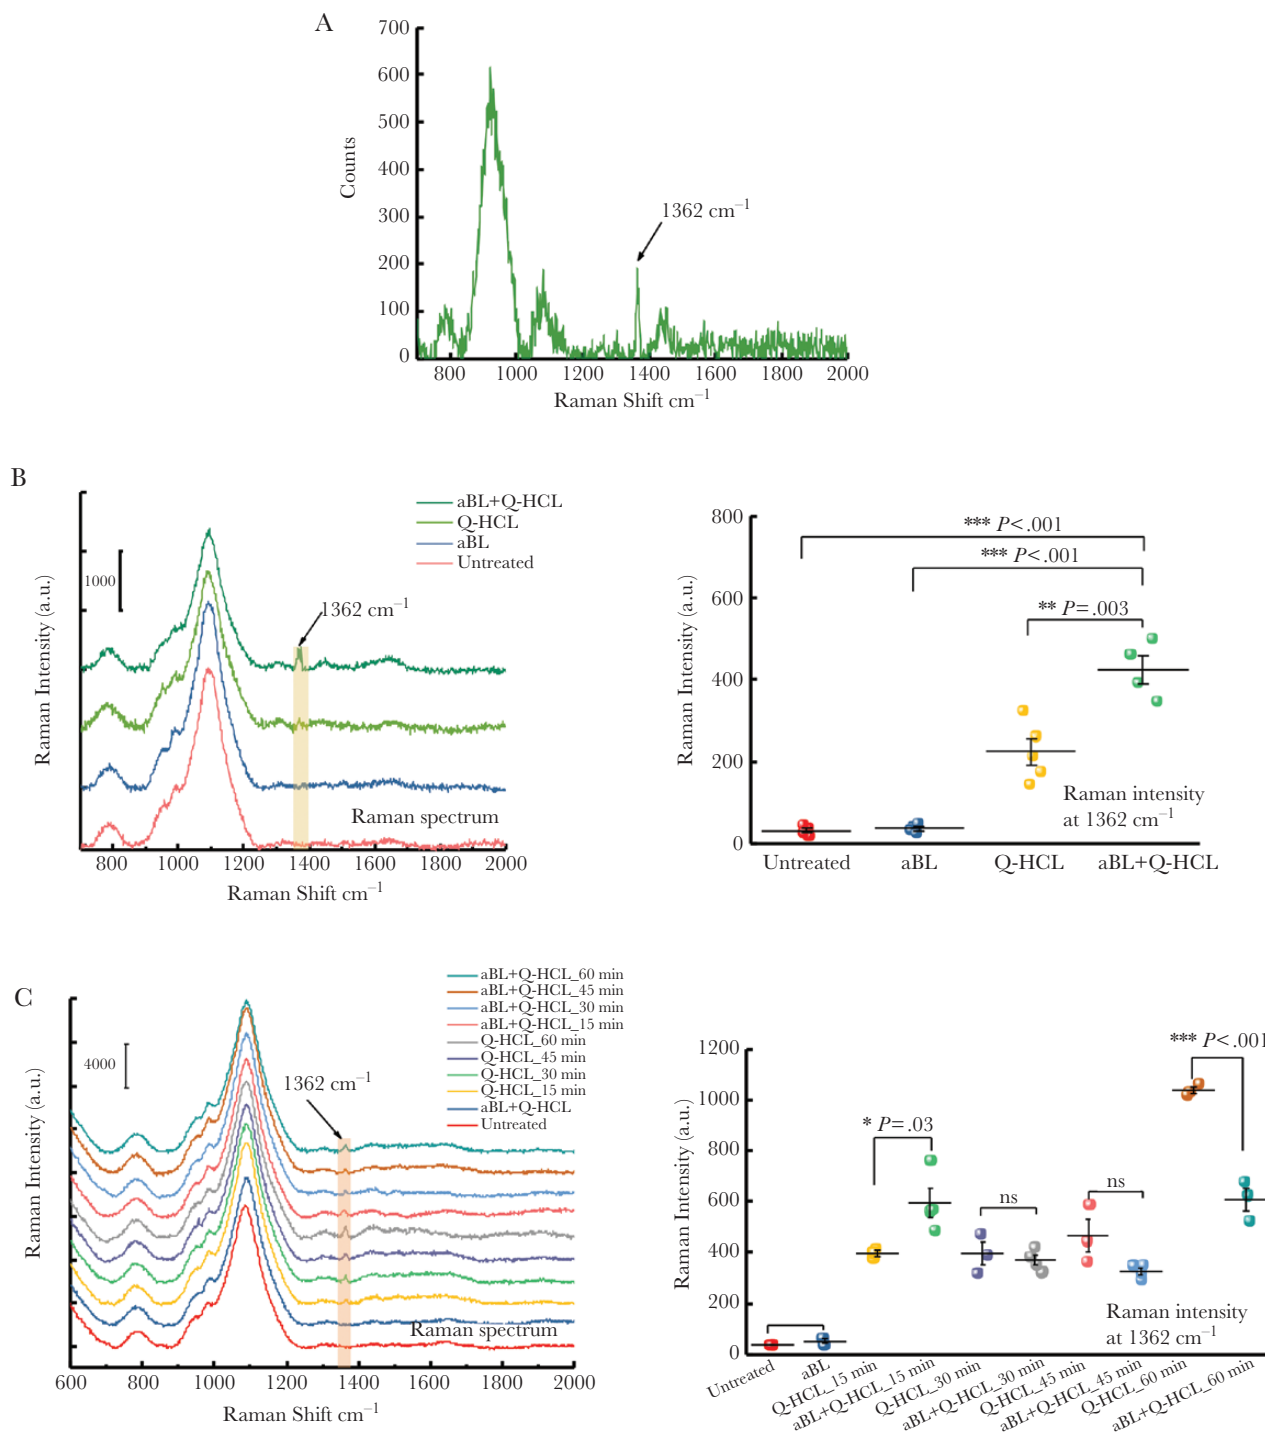 A
700
600
500
400
300
200
100
0
Counts
1362 cm⁻¹
800 1000 1200 1400 1600 1800 2000
Raman Shift cm⁻¹
B
Raman Intensity (a.u.)
1000
aBL+Q-HCL
Q-HCL
aBL
Untreated
1362 cm⁻¹
Raman spectrum
800 1000 1200 1400 1600 1800 2000
Raman Shift cm⁻¹
Raman Intensity (a.u.)
800
600
400
200
0
*** P<.001
*** P<.001
** P=.003
Raman intensity
at 1362 cm⁻¹
Untreated aBL Q-HCL aBL+Q-HCL
C
Raman Intensity (a.u.)
4000
aBL+Q-HCL_60 min
aBL+Q-HCL_45 min
aBL+Q-HCL_30 min
aBL+Q-HCL_15 min
Q-HCL_60 min
Q-HCL_45 min
Q-HCL_30 min
Q-HCL_15 min
aBL+Q-HCL
Untreated
1362 cm⁻¹
Raman spectrum
600 800 1000 1200 1400 1600 1800 2000
Raman Shift cm⁻¹
Raman Intensity (a.u.)
1200
1000
800
600
400
200
0
* P=.03
ns
ns
*** P<.001
Raman intensity
at 1362 cm⁻¹
Untreated
aBL
Q-HCL_15 min
aBL+Q-HCL_15 min
Q-HCL_30 min
aBL+Q-HCL_30 min
Q-HCL_45 min
aBL+Q-HCL_45 min
Q-HCL_60 min
aBL+Q-HCL_60 min